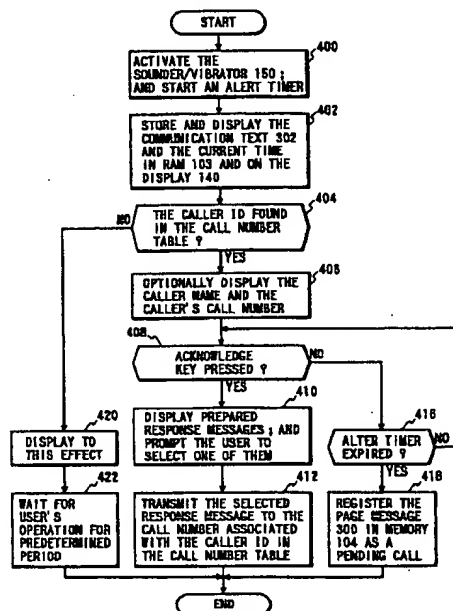 START
400
ACTIVATE THE
SOUNDER/VIBRATOR 150;
AND START AN ALERT TIMER
402
STORE AND DISPLAY THE
COMMUNICATION TEXT 302
AND THE CURRENT TIME
IN RAM 103 AND ON THE
DISPLAY 140
404
NO
THE CALLER ID FOUND
IN THE CALL NUMBER
TABLE ?
YES
406
OPTIONALLY DISPLAY THE
CALLER NAME AND THE
CALLER'S CALL NUMBER
408
ACKNOWLEDGE
KEY PRESSED ?
NO
YES
410
DISPLAY PREPARED
RESPONSE MESSAGES; AND
PROMPT THE USER TO
SELECT ONE OF THEM
416
ALTER TIMER
EXPIRED ?
NO
YES
420
DISPLAY TO
THIS EFFECT
422
WAIT FOR
USER'S
OPERATION FOR
PREDETERMINED
PERIOD
412
TRANSMIT THE SELECTED
RESPONSE MESSAGE TO THE
CALL NUMBER ASSOCIATED
WITH THE CALLER ID IN
THE CALL NUMBER TABLE
418
REGISTER THE
PAGE MESSAGE
300 IN MEMORY
104 AS A
PENDING CALL
END